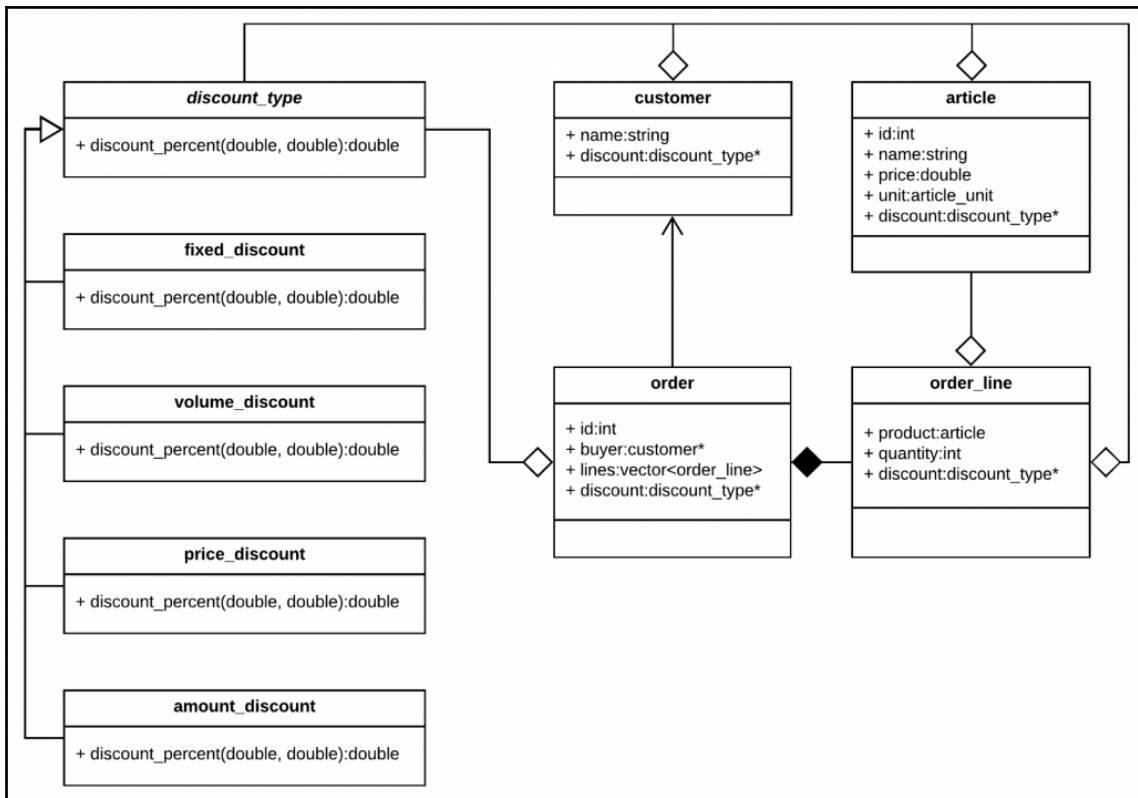 discount_type
+ discount_percent(double, double):double
fixed_discount
+ discount_percent(double, double):double
volume_discount
+ discount_percent(double, double):double
price_discount
+ discount_percent(double, double):double
amount_discount
+ discount_percent(double, double):double
customer
+ name:string
+ discount:discount_type*
article
+ id:int
+ name:string
+ price:double
+ unit:article_unit
+ discount:discount_type*
order
+ id:int
+ buyer:customer*
+ lines:vector<order_line>
+ discount:discount_type*
order_line
+ product:article
+ quantity:int
+ discount:discount_type*